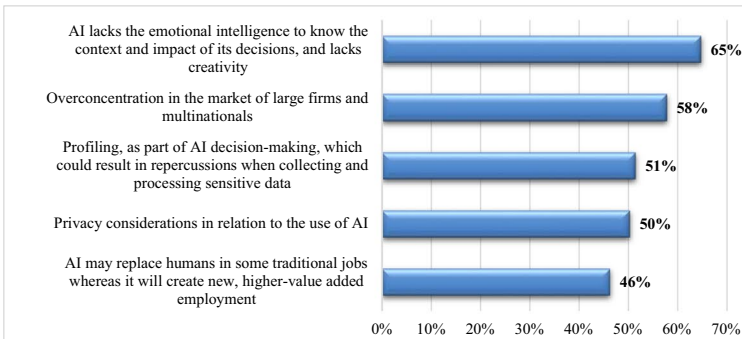 AI lacks the emotional intelligence to know the
context and impact of its decisions, and lacks
creativity
65%
Overconcentration in the market of large firms and
multinationals
58%
Profiling, as part of AI decision-making, which
could result in repercussions when collecting and
processing sensitive data
51%
Privacy considerations in relation to the use of AI
50%
AI may replace humans in some traditional jobs
whereas it will create new, higher-value added
employment
46%
0% 10% 20% 30% 40% 50% 60% 70%